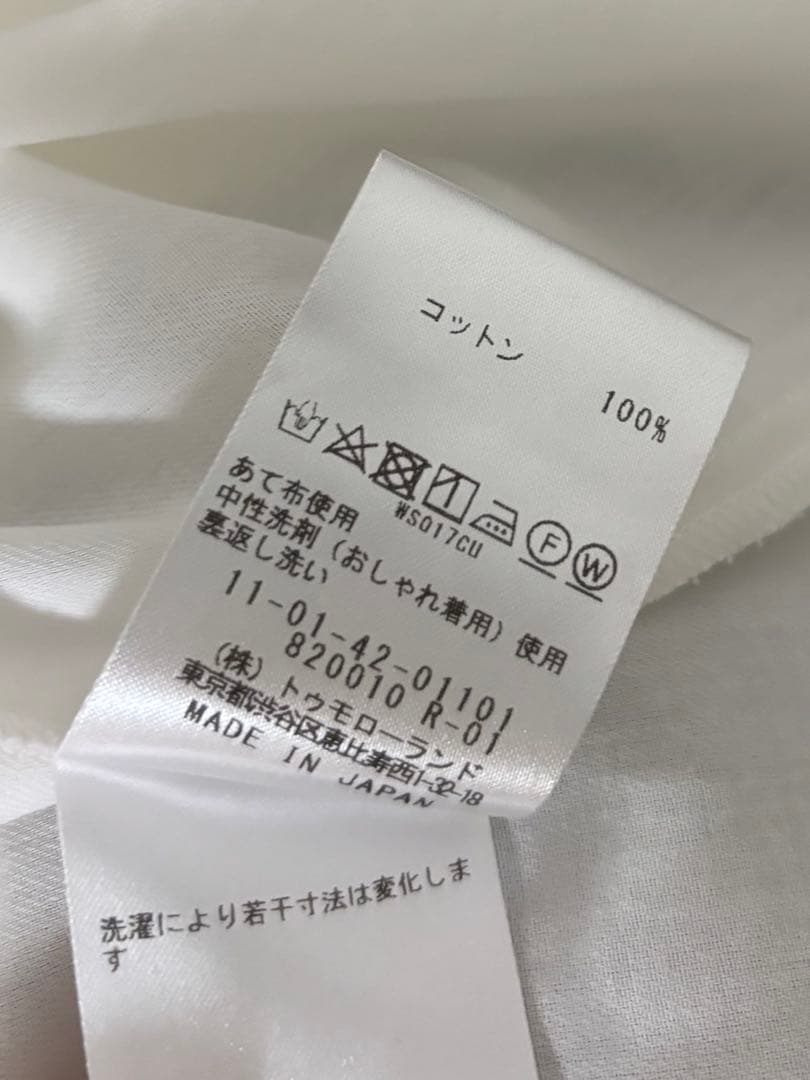 コットン 100%
F W
WS017CU
あて布使用
中性洗剤(おしゃれ着用)使用
裏返し洗い
11-01-42-01101
820010 R-01
(株)トゥモローランド
東京都渋谷区恵比寿西1-32-18
MADE IN JAPAN
洗濯により若干寸法は変化しま
す